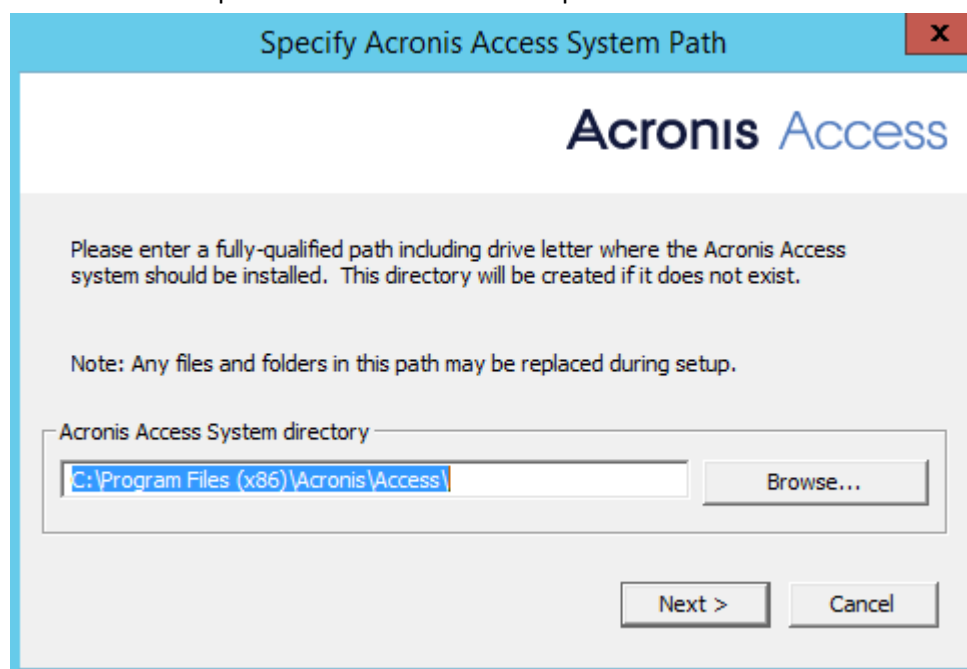 Specify Acronis Access System Path
x
Acronis Access
Please enter a fully-qualified path including drive letter where the Acronis Access
system should be installed.  This directory will be created if it does not exist.
Note: Any files and folders in this path may be replaced during setup.
Acronis Access System directory
C:\Program Files (x86)\Acronis\Access\
Browse...
Next >
Cancel